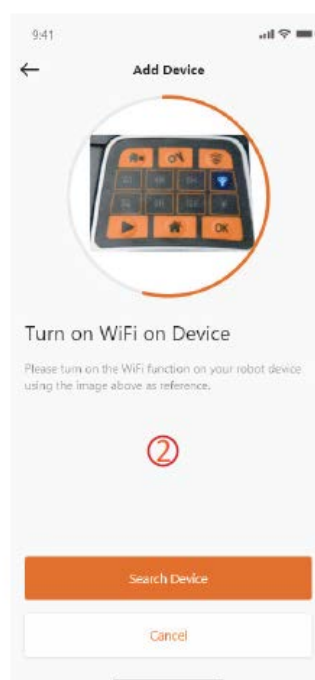 9:41
Add Device
OK
Turn on WiFi on Device
Please turn on the WiFi function on your robot device
using the image above as reference.
②
Search Device
Cancel